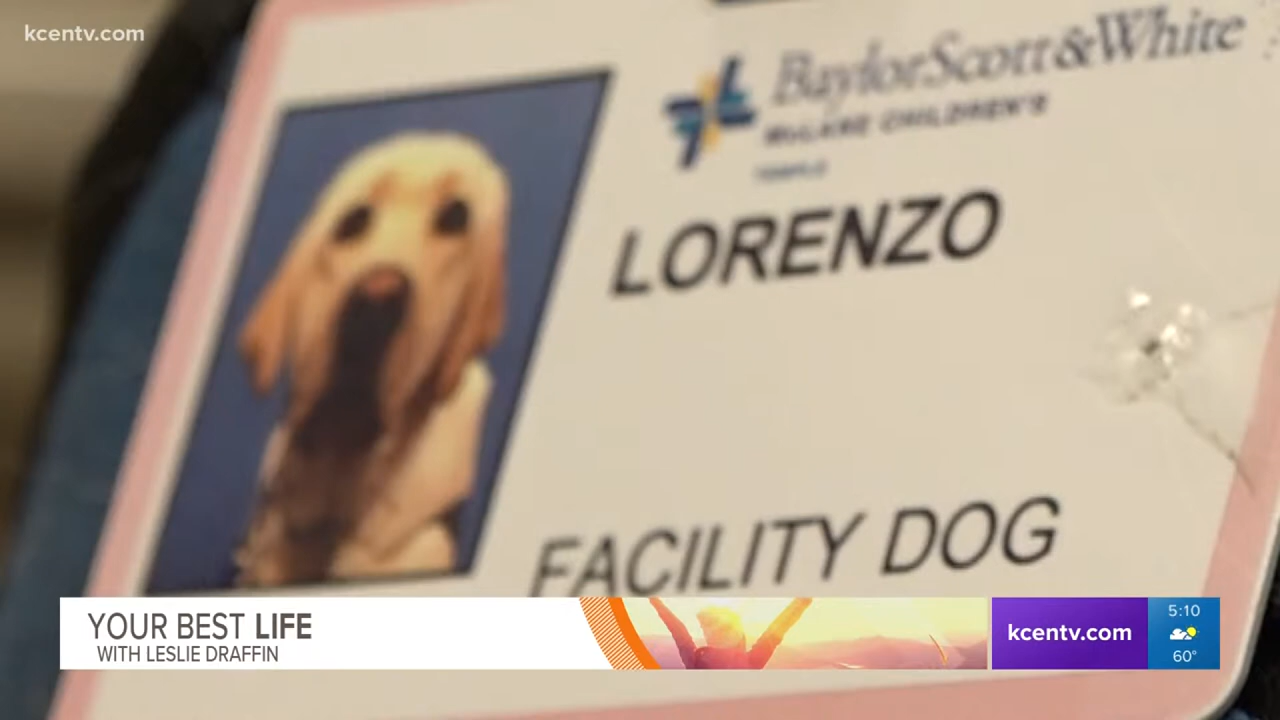 kcentv.com
BaylorScott&White
McLANE CHILDREN'S
TEMPLE
LORENZO
FACILITY DOG
YOUR BEST LIFE
WITH LESLIE DRAFFIN
kcentv.com
5:10
60°